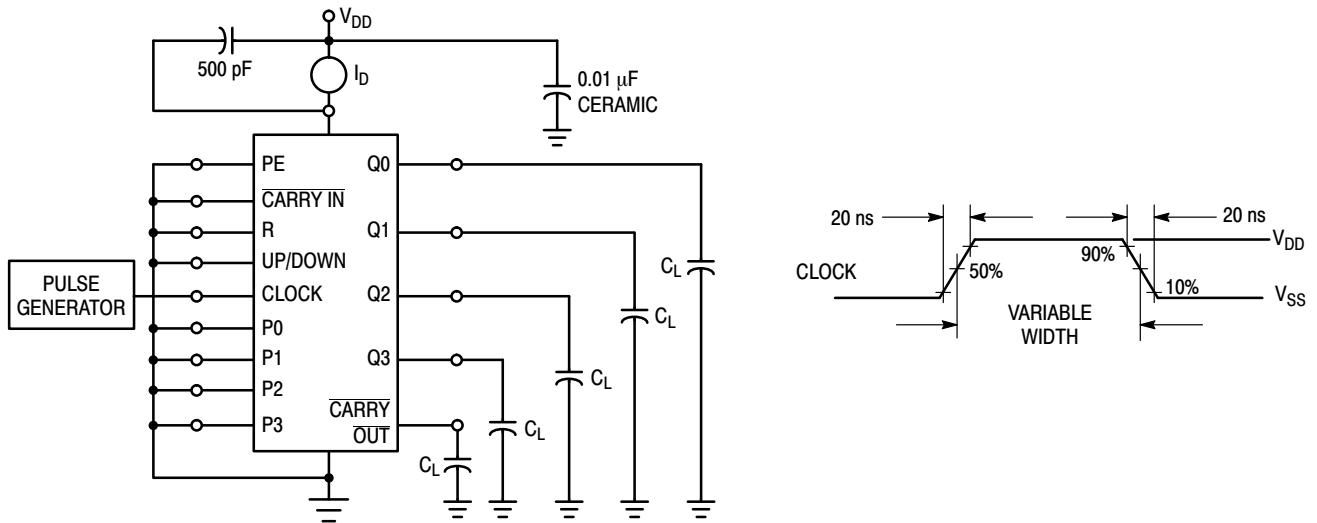 V_DD
500 pF
I_D
0.01 μF
CERAMIC
PE
CARRY IN
R
UP/DOWN
CLOCK
P0
P1
P2
P3
Q0
Q1
Q2
Q3
CARRY
OUT
PULSE
GENERATOR
C_L
C_L
C_L
C_L
C_L
20 ns
20 ns
V_DD
90%
50%
CLOCK
10%
V_SS
VARIABLE
WIDTH